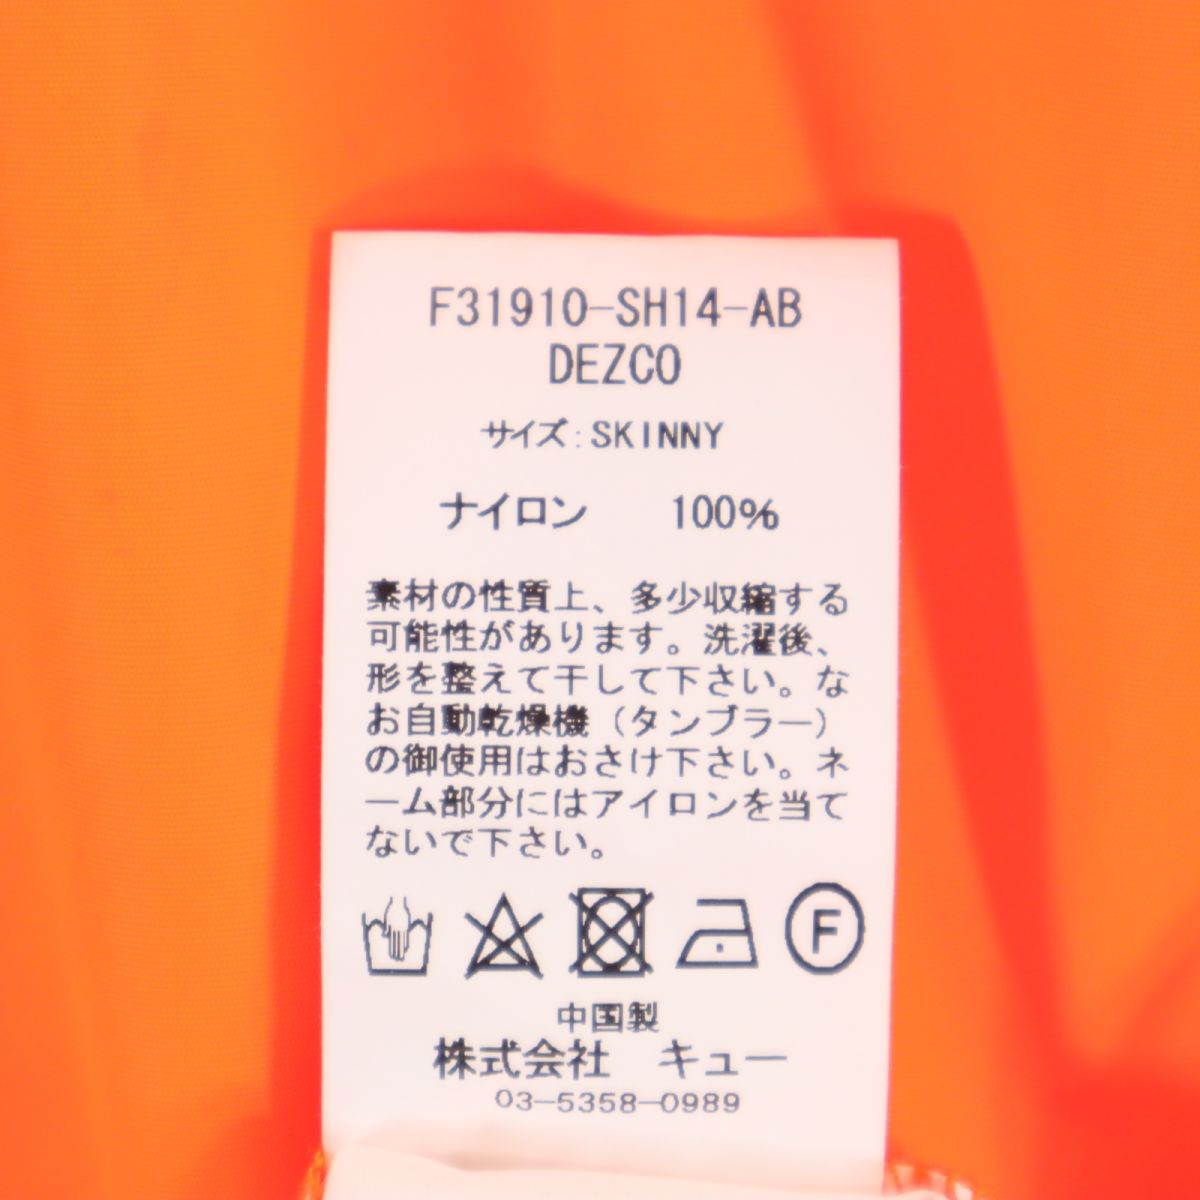 F31910-SH14-AB
DEZCO
サイズ:SKINNY
ナイロン 100%
素材の性質上、多少収縮する
可能性があります。洗濯後、
形を整えて干して下さい。な
お自動乾燥機（タンブラー）
の御使用はおさけ下さい。ネ
ーム部分にはアイロンを当て
ないで下さい。
F
中国製
株式会社 キュー
03-5358-0989